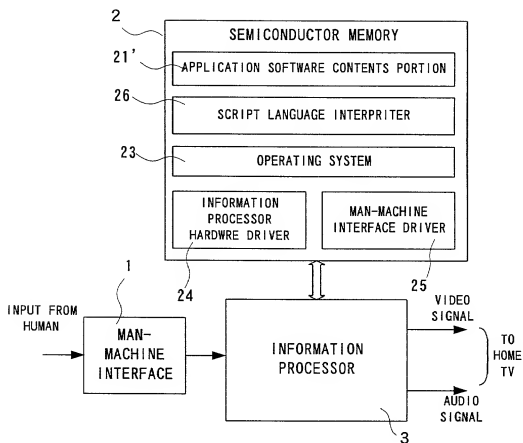 2
SEMICONDUCTOR MEMORY
21'
APPLICATION SOFTWARE CONTENTS PORTION
26
SCRIPT LANGUAGE INTERPRITER
23
OPERATING SYSTEM
INFORMATION
PROCESSOR
HARDWRE DRIVER
MAN-MACHINE
INTERFACE DRIVER
24
25
1
INPUT FROM
HUMAN
MAN-
MACHINE
INTERFACE
INFORMATION
PROCESSOR
VIDEO
SIGNAL
TO
HOME
TV
AUDIO
SIGNAL
3